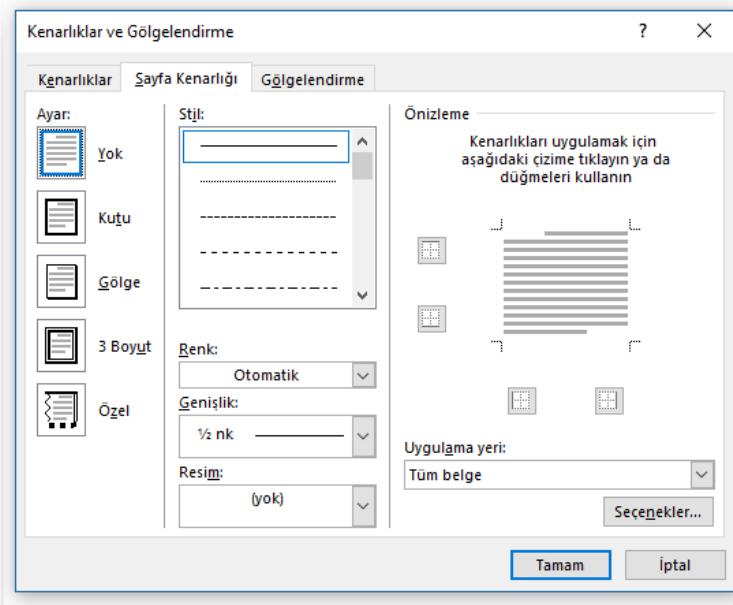 Kenarlıklar ve Gölgelendirme
?
Kenarlıklar
Sayfa Kenarlığı
Gölgelendirme
Ayar:
Yok
Kutu
Gölge
3 Boyut
Özel
Stil:
Renk:
Otomatik
Genişlik:
½ nk
Resim:
(yok)
Önizleme
Kenarlıkları uygulamak için
aşağıdaki çizime tıklayın ya da
düğmeleri kullanın
Uygulama yeri:
Tüm belge
Seçenekler...
Tamam
İptal